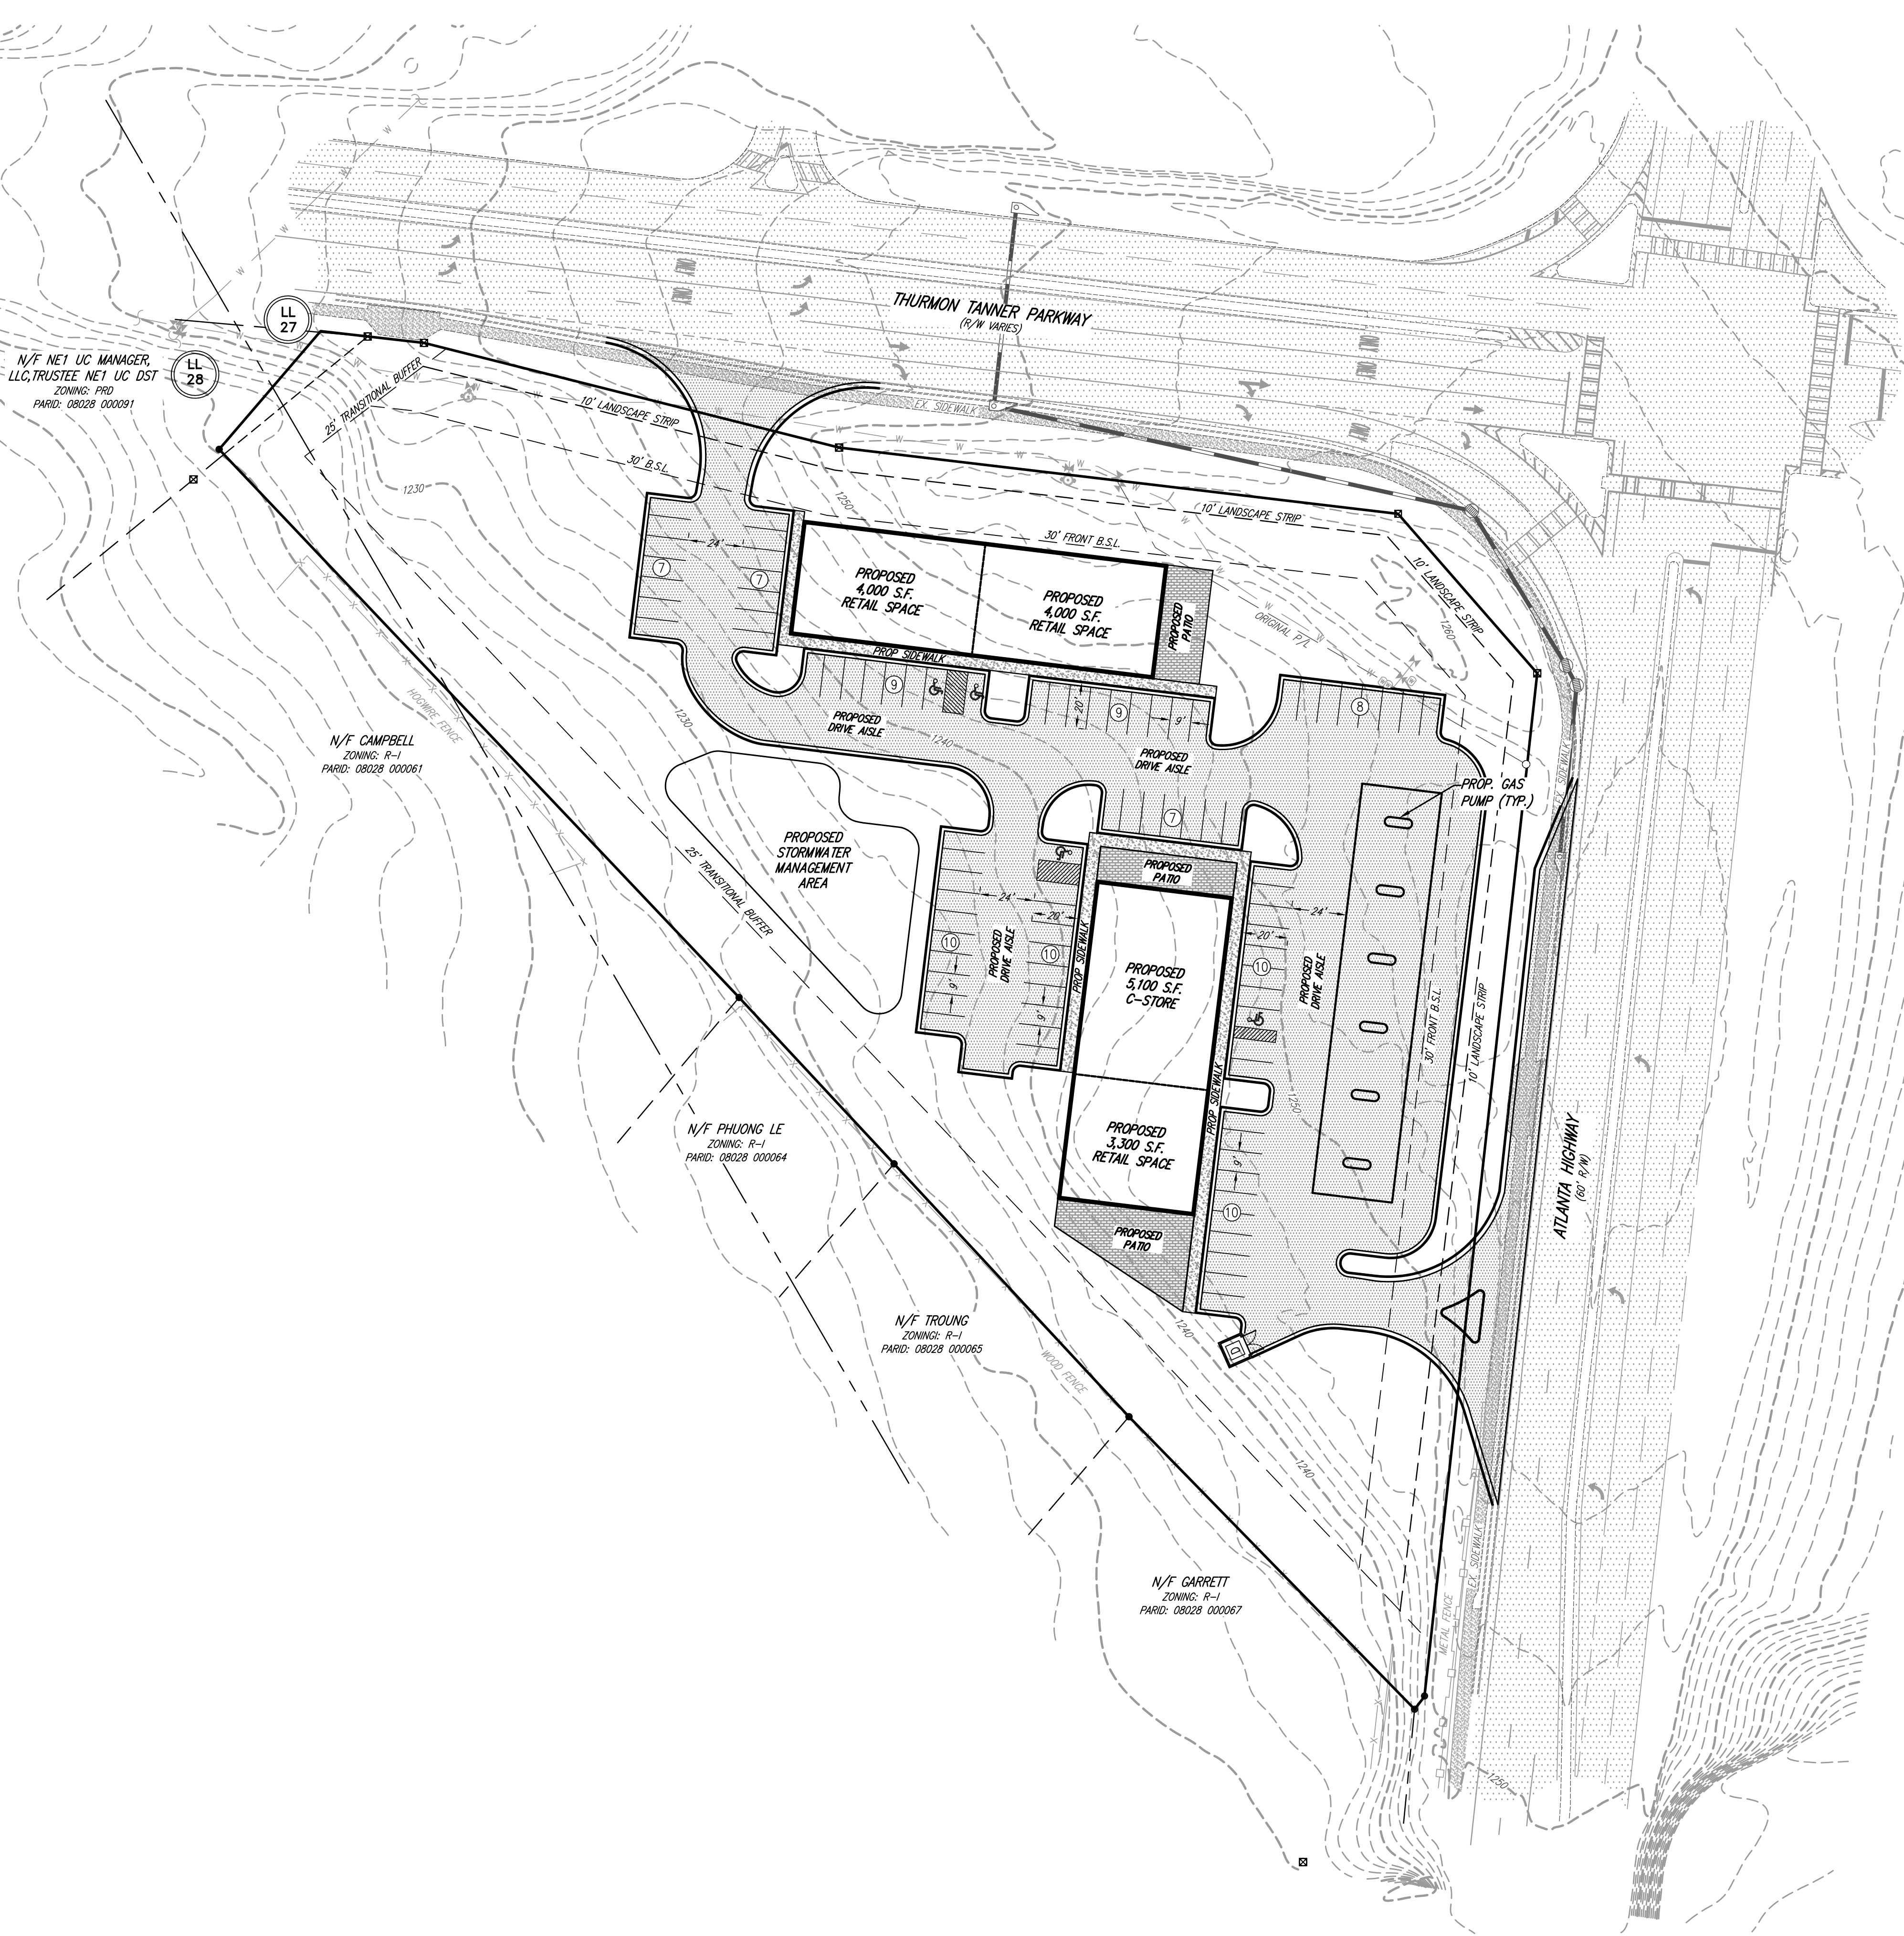 THURMON TANNER PARKWAY
(R/W VARIES)
LL
27
LL
28
N/F NE1 UC MANAGER,
LLC,TRUSTEE NE1 UC DST
ZONING: PRD
PARID: 08028 000091
25' TRANSITIONAL BUFFER
10' LANDSCAPE STRIP
30' B.S.L.
EX. SIDEWALK
1230
1250
10' LANDSCAPE STRIP
30' FRONT B.S.L.
10' LANDSCAPE STRIP
1260
ORIGINAL P/L
24'
7
7
PROPOSED
4,000 S.F.
RETAIL SPACE
PROPOSED
4,000 S.F.
RETAIL SPACE
PROPOSED
PATIO
PROP SIDEWALK
9
20'
9
9'
8
PROPOSED
DRIVE AISLE
1240
PROPOSED
DRIVE AISLE
PROP. GAS
PUMP (TYP.)
EX. SIDEWALK
HOGWIRE FENCE
1230
N/F CAMPBELL
ZONING: R-I
PARID: 08028 000061
PROPOSED
STORMWATER
MANAGEMENT
AREA
25' TRANSITIONAL BUFFER
7
PROPOSED
PATIO
24'
20'
10
10
PROPOSED
DRIVE AISLE
9'
9'
PROP SIDEWALK
PROPOSED
5,100 S.F.
C-STORE
24'
20'
10
PROPOSED
DRIVE AISLE
30' FRONT B.S.L.
10' LANDSCAPE STRIP
PROP SIDEWALK
1250
PROPOSED
3,300 S.F.
RETAIL SPACE
9'
10
PROPOSED
PATIO
ATLANTA HIGHWAY
(60' R/W)
N/F PHUONG LE
ZONING: R-I
PARID: 08028 000064
N/F TROUNG
ZONINGI: R-I
PARID: 08028 000065
WOOD FENCE
1240
D
1240
N/F GARRETT
ZONING: R-I
PARID: 08028 000067
METAL FENCE
EX. SIDEWALK
1250